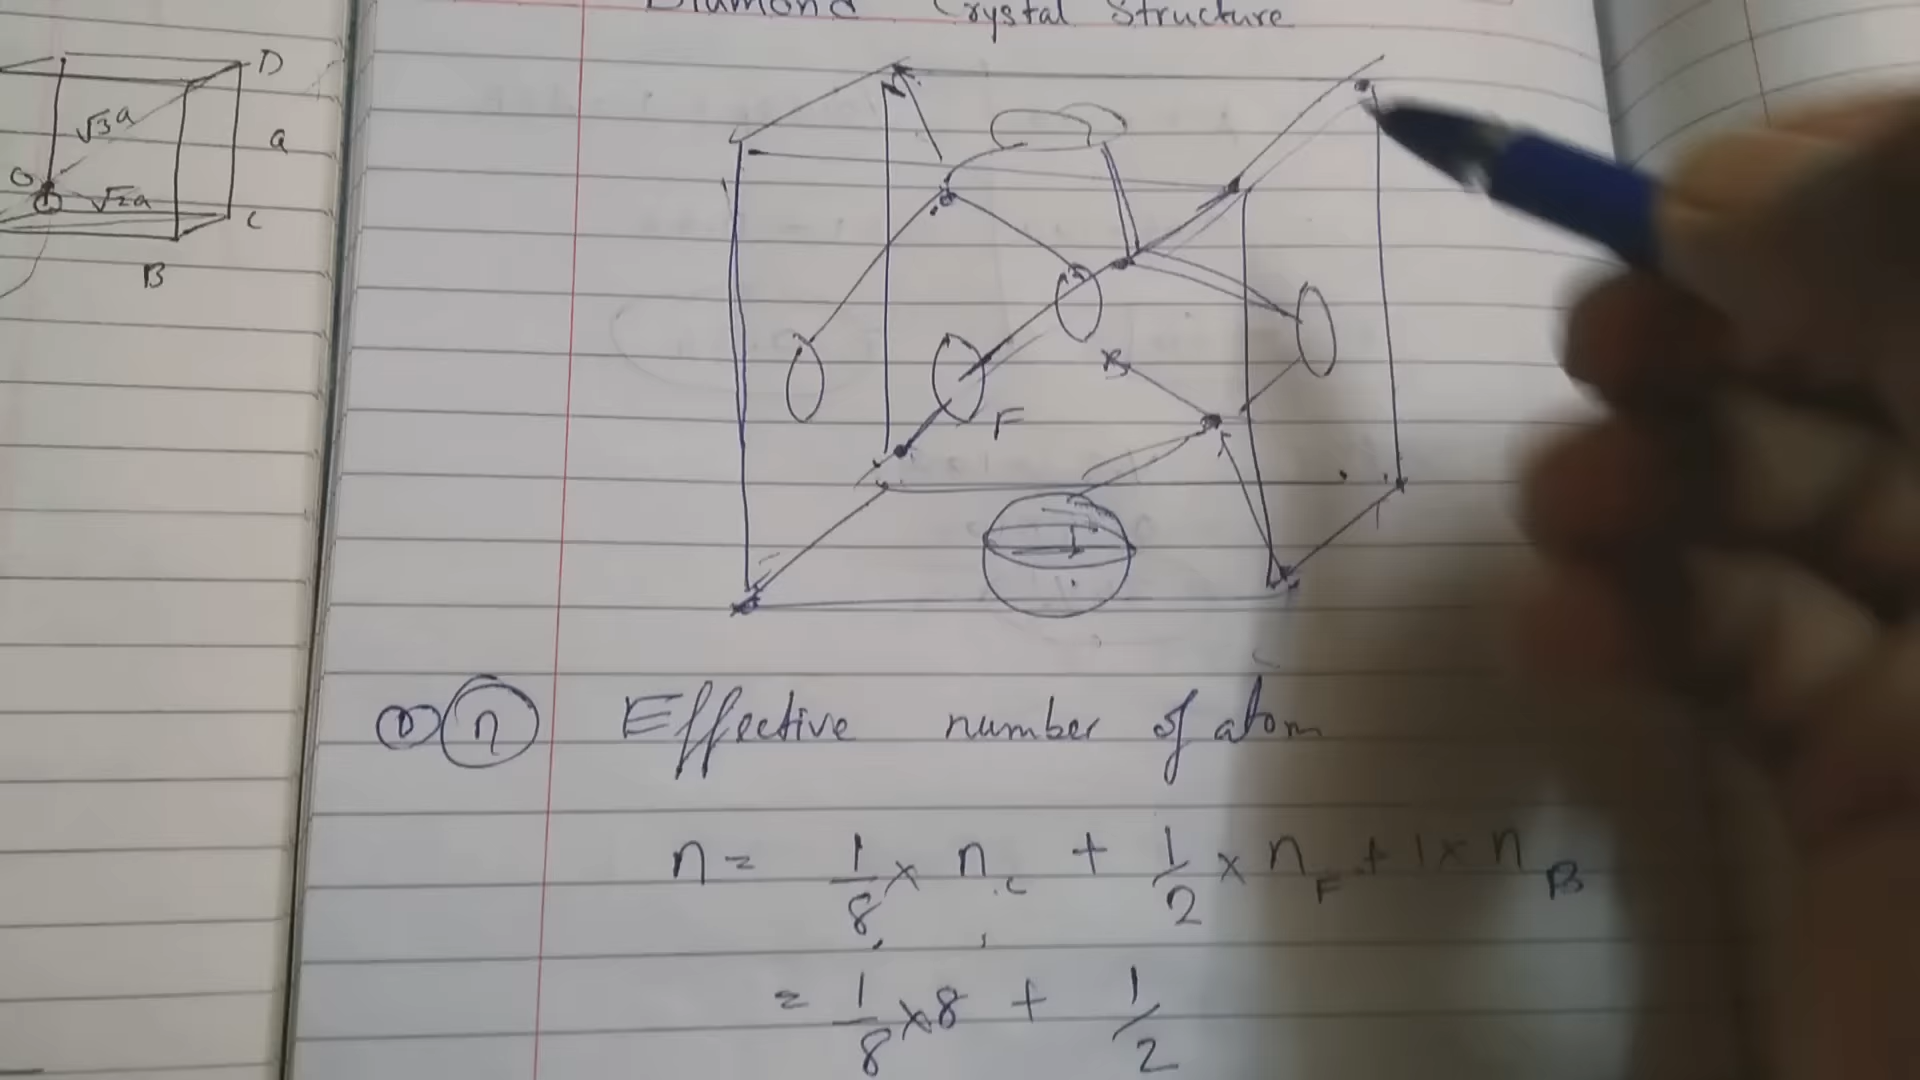 Diamond Crystal Structure
D
√3a
a
O
√2a
C
B
F
① n Effective number of atom
n = 1/8 × n_C + 1/2 × n_F + 1 × n_B
= 1/8 × 8 + 1/2